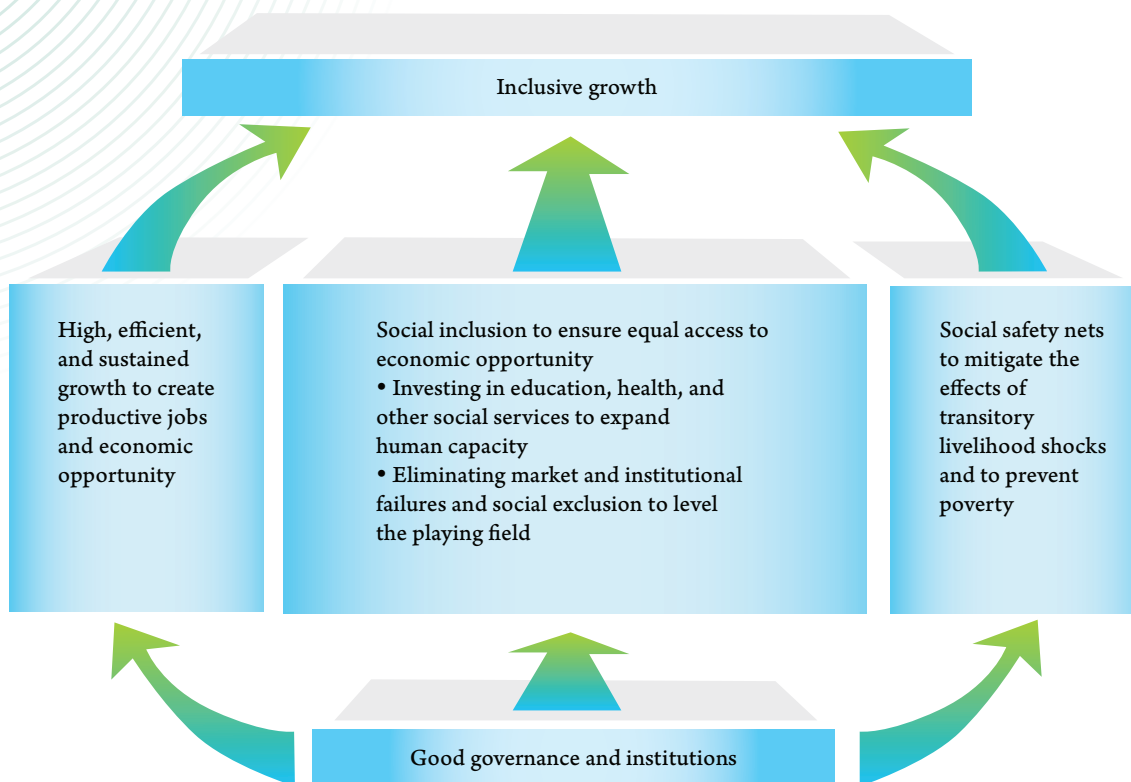 Inclusive growth
High, efficient,
and sustained
growth to create
productive jobs
and economic
opportunity
Social inclusion to ensure equal access to
economic opportunity
• Investing in education, health, and
other social services to expand
human capacity
• Eliminating market and institutional
failures and social exclusion to level
the playing field
Social safety nets
to mitigate the
effects of
transitory
livelihood shocks
and to prevent
poverty
Good governance and institutions